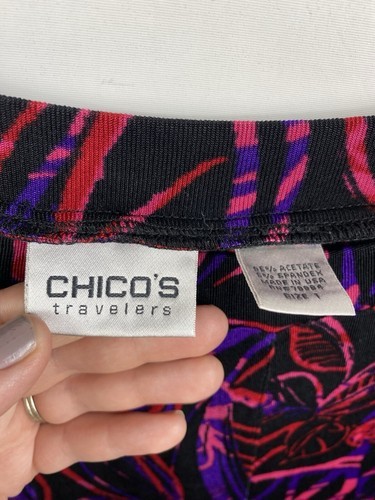 CHICO'S
travelers
95% ACETATE
5% SPANDEX
MADE IN USA
SIZE 1